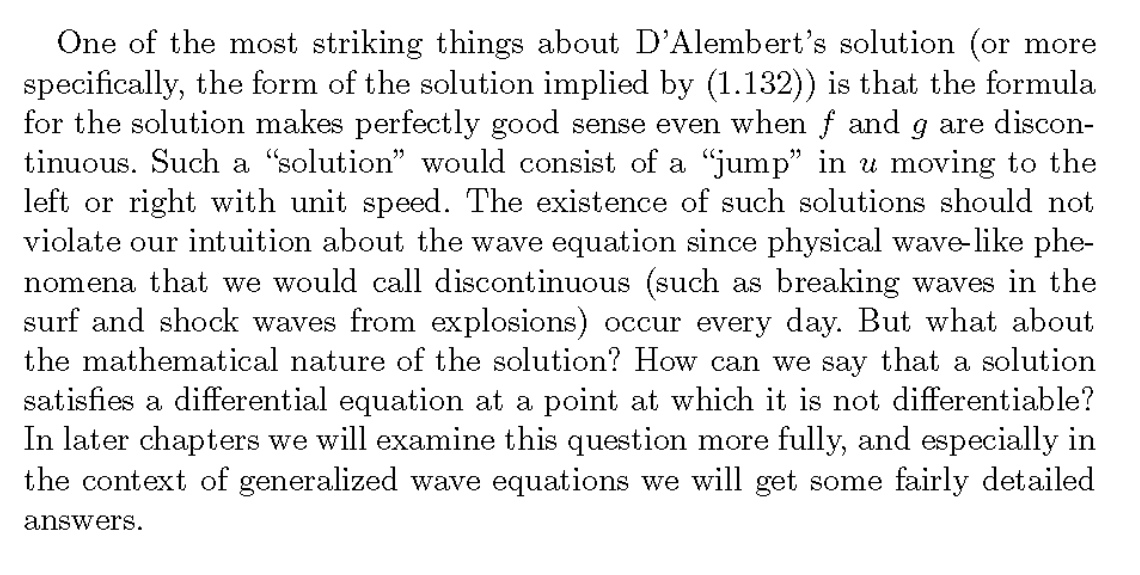 One of the most striking things about D'Alembert's solution (or more
specifically, the form of the solution implied by (1.132)) is that the formula
for the solution makes perfectly good sense even when f and g are discon-
tinuous. Such a “solution” would consist of a “jump” in u moving to the
left or right with unit speed. The existence of such solutions should not
violate our intuition about the wave equation since physical wave-like phe-
nomena that we would call discontinuous (such as breaking waves in the
surf and shock waves from explosions) occur every day. But what about
the mathematical nature of the solution? How can we say that a solution
satisfies a differential equation at a point at which it is not differentiable?
In later chapters we will examine this question more fully, and especially in
the context of generalized wave equations we will get some fairly detailed
answers.